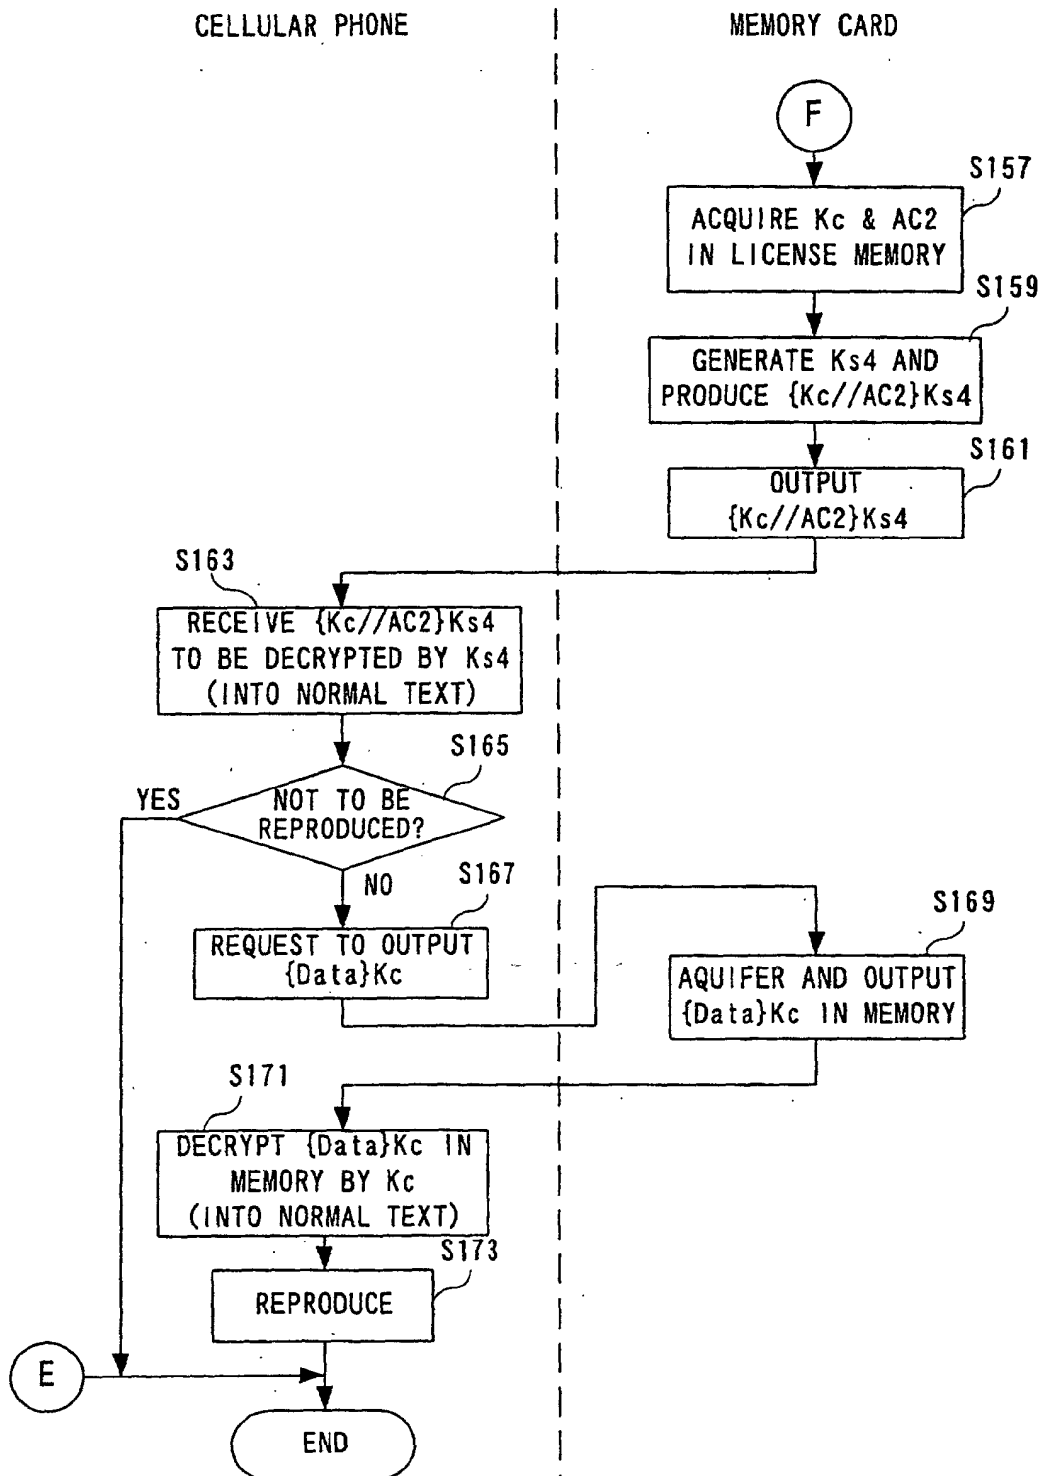 CELLULAR PHONE
MEMORY CARD
F
S157
ACQUIRE Kc & AC2
IN LICENSE MEMORY
S159
GENERATE Ks4 AND
PRODUCE {Kc//AC2}Ks4
S161
OUTPUT
{Kc//AC2}Ks4
S163
RECEIVE {Kc//AC2}Ks4
TO BE DECRYPTED BY Ks4
(INTO NORMAL TEXT)
S165
YES
NOT TO BE
REPRODUCED?
NO
S167
REQUEST TO OUTPUT
{Data}Kc
S169
AQUIFER AND OUTPUT
{Data}Kc IN MEMORY
S171
DECRYPT {Data}Kc IN
MEMORY BY Kc
(INTO NORMAL TEXT)
S173
REPRODUCE
E
END